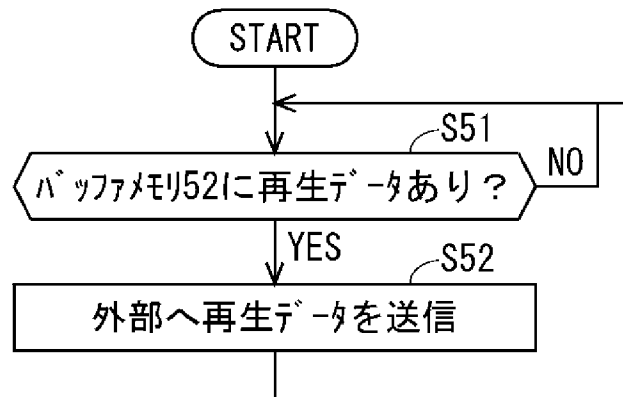 START
S51
バッファメモリ52に再生データあり？
NO
YES
S52
外部へ再生データを送信